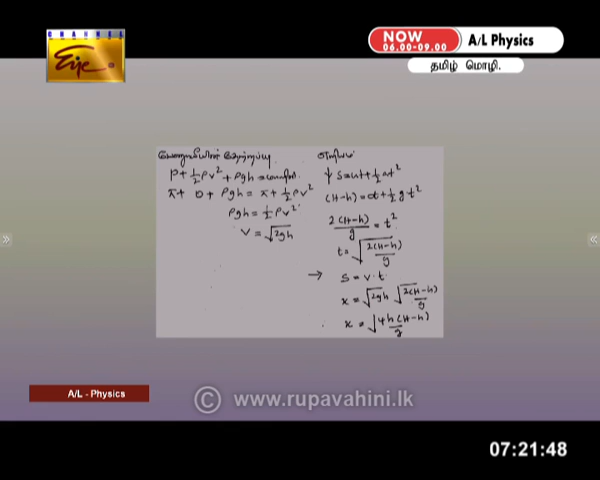 CHANNEL
Eye
NOW
06.00-09.00
A/L Physics
தமிழ் மொழி.
P + ½ρv² + ρgh =
π + 0 + ρgh = π + ½ρv²
ρgh = ½ρv²
v = √2gh
↓ S = ut + ½at²
(H-h) = 0t + ½gt²
2(H-h)/g = t²
t = √2(H-h)/g
→ S = v.t
x = √2gh √2(H-h)/g
x = √4h(H-h)/g
A/L - Physics
© www.rupavahini.lk
07:21:48